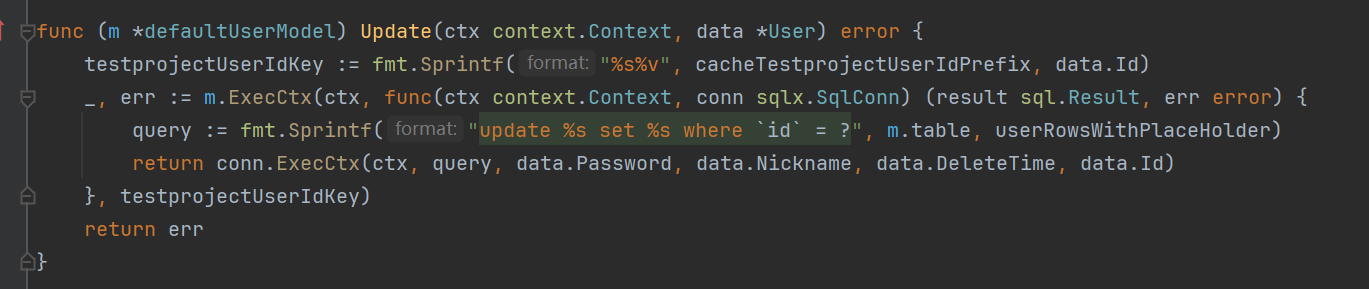 func (m *defaultUserModel) Update(ctx context.Context, data *User) error {
testprojectUserIdKey := fmt.Sprintf( format: "%s%v", cacheTestprojectUserIdPrefix, data.Id)
_, err := m.ExecCtx(ctx, func(ctx context.Context, conn sqlx.SqlConn) (result sql.Result, err error) {
query := fmt.Sprintf( format: "update %s set %s where `id` = ?", m.table, userRowsWithPlaceHolder)
return conn.ExecCtx(ctx, query, data.Password, data.Nickname, data.DeleteTime, data.Id)
}, testprojectUserIdKey)
return err
}